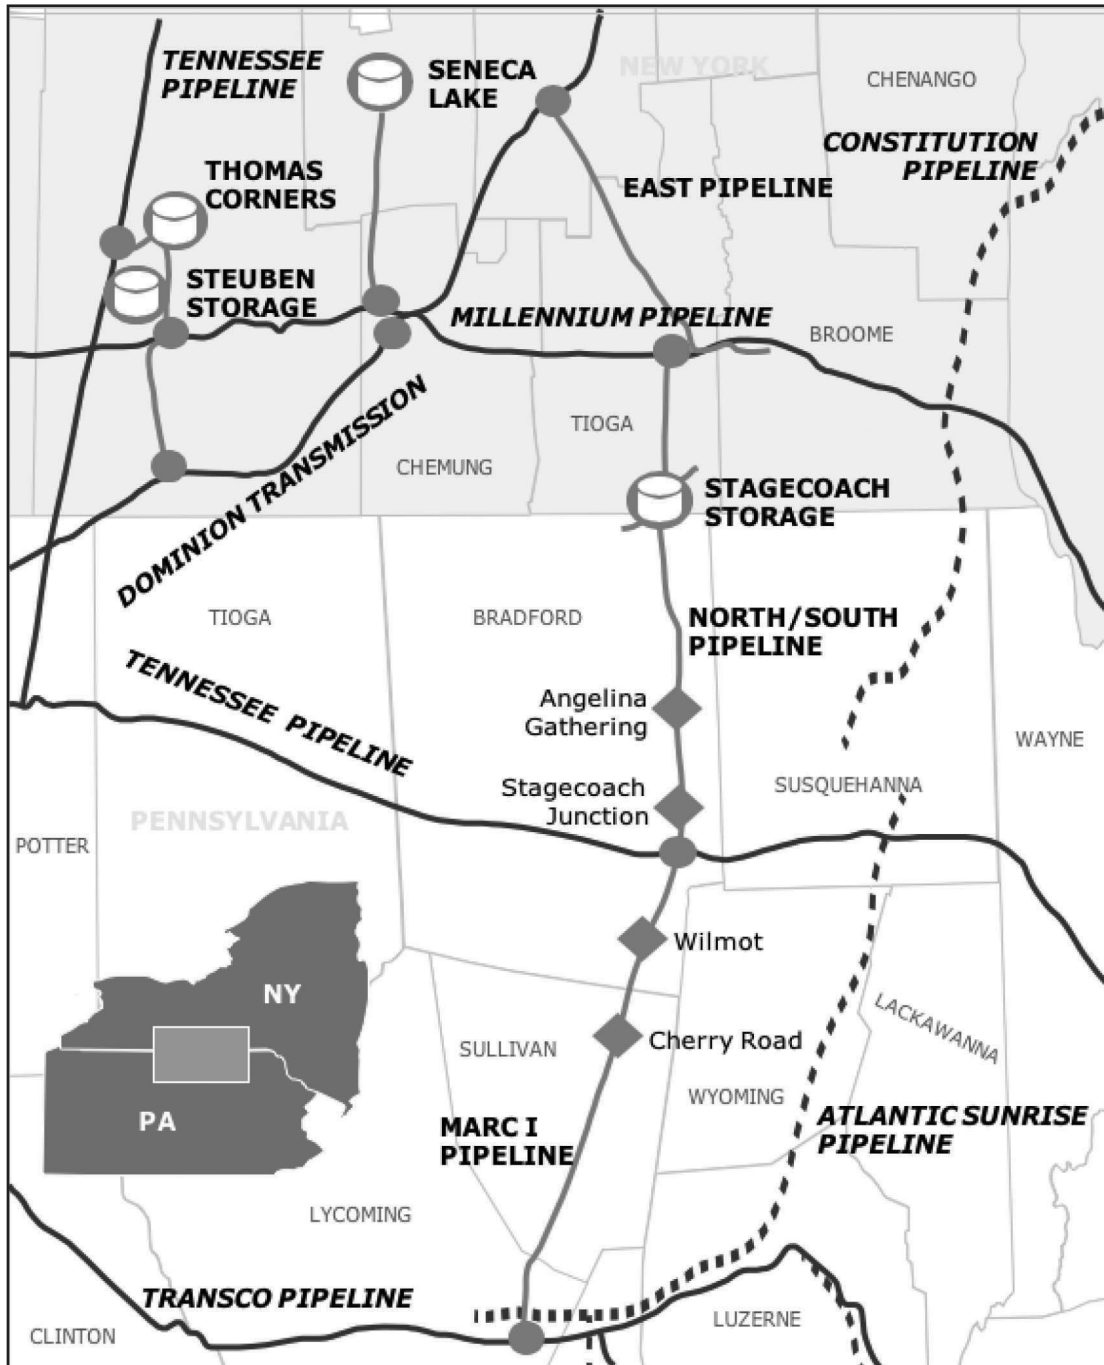 TENNESSEE
PIPELINE
SENECA
LAKE
NEW YORK
CHENANGO
CONSTITUTION
PIPELINE
THOMAS
CORNERS
EAST PIPELINE
STEUBEN
STORAGE
MILLENNIUM PIPELINE
BROOME
TIOGA
CHEMUNG
DOMINION TRANSMISSION
STAGECOACH
STORAGE
TIOGA
BRADFORD
NORTH/SOUTH
PIPELINE
TENNESSEE PIPELINE
Angelina
Gathering
WAYNE
Stagecoach
Junction
SUSQUEHANNA
PENNSYLVANIA
POTTER
Wilmot
NY
LACKAWANNA
Cherry Road
SULLIVAN
WYOMING
PA
MARC I
PIPELINE
ATLANTIC SUNRISE
PIPELINE
LYCOMING
TRANSCO PIPELINE
LUZERNE
CLINTON